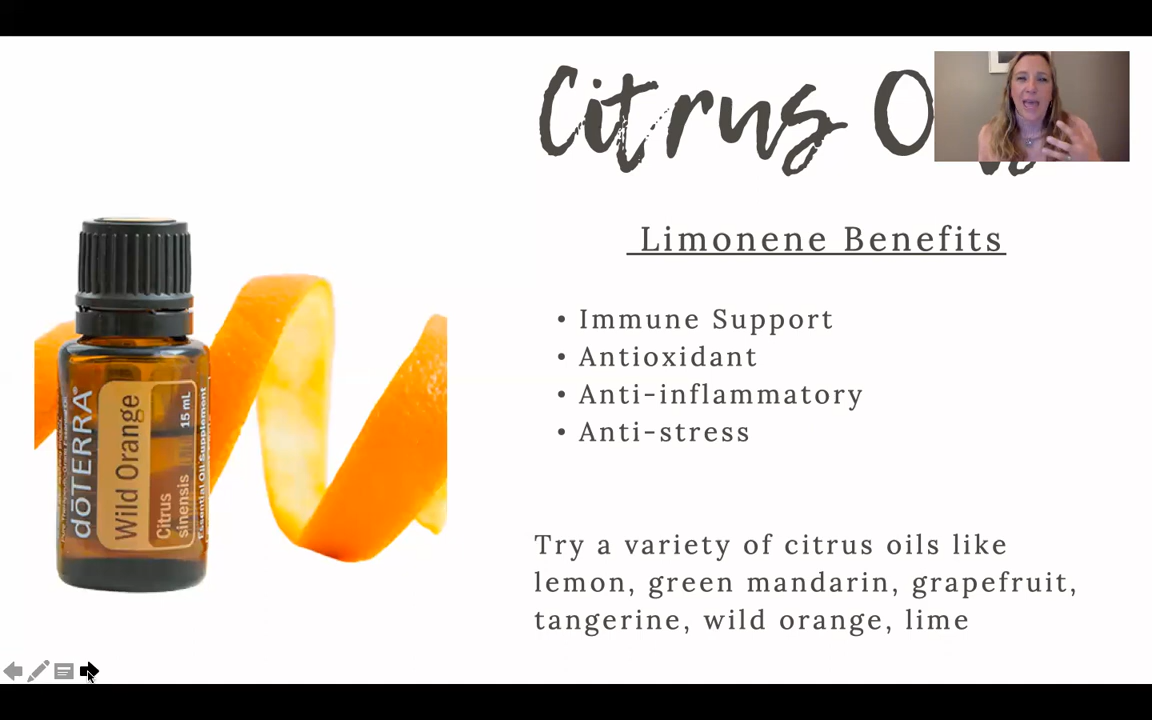 Citrus O
Limonene Benefits
• Immune Support
• Antioxidant
• Anti-inflammatory
• Anti-stress
Try a variety of citrus oils like
lemon, green mandarin, grapefruit,
tangerine, wild orange, lime
dōTERRA®
Wild Orange
Citrus
sinensis
15 mL
Essential Oil Supplement